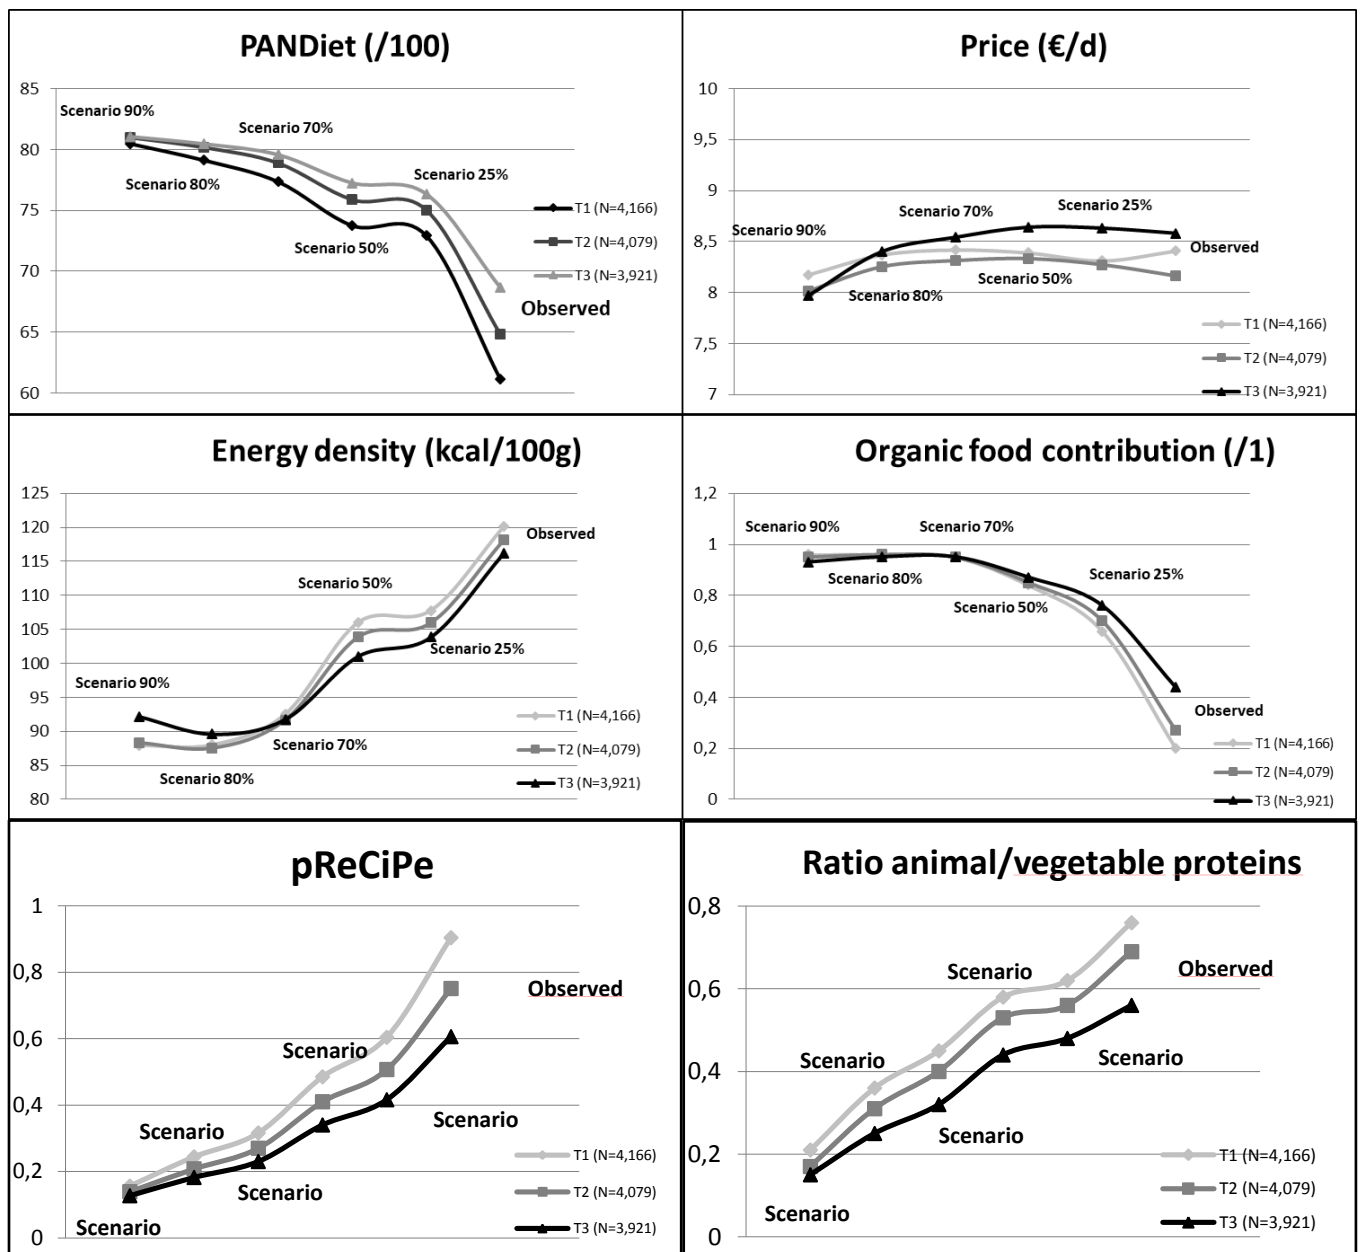 PANDiet (/100)
85
80
75
70
65
60
Scenario 90%
Scenario 80%
Scenario 70%
Scenario 50%
Scenario 25%
Observed
T1 (N=4,166)
T2 (N=4,079)
T3 (N=3,921)
Price (€/d)
10
9,5
9
8,5
8
7,5
7
Scenario 90%
Scenario 80%
Scenario 70%
Scenario 50%
Scenario 25%
Observed
T1 (N=4,166)
T2 (N=4,079)
T3 (N=3,921)
Energy density (kcal/100g)
125
120
115
110
105
100
95
90
85
80
Scenario 90%
Scenario 80%
Scenario 70%
Scenario 50%
Scenario 25%
Observed
T1 (N=4,166)
T2 (N=4,079)
T3 (N=3,921)
Organic food contribution (/1)
1,2
1
0,8
0,6
0,4
0,2
0
Scenario 90%
Scenario 80%
Scenario 70%
Scenario 50%
Scenario 25%
Observed
T1 (N=4,166)
T2 (N=4,079)
T3 (N=3,921)
pReCiPe
1
0,8
0,6
0,4
0,2
0
Scenario
Scenario
Scenario
Scenario
Scenario
Observed
T1 (N=4,166)
T2 (N=4,079)
T3 (N=3,921)
Ratio animal/vegetable proteins
0,8
0,6
0,4
0,2
0
Scenario
Scenario
Scenario
Scenario
Scenario
Observed
T1 (N=4,166)
T2 (N=4,079)
T3 (N=3,921)